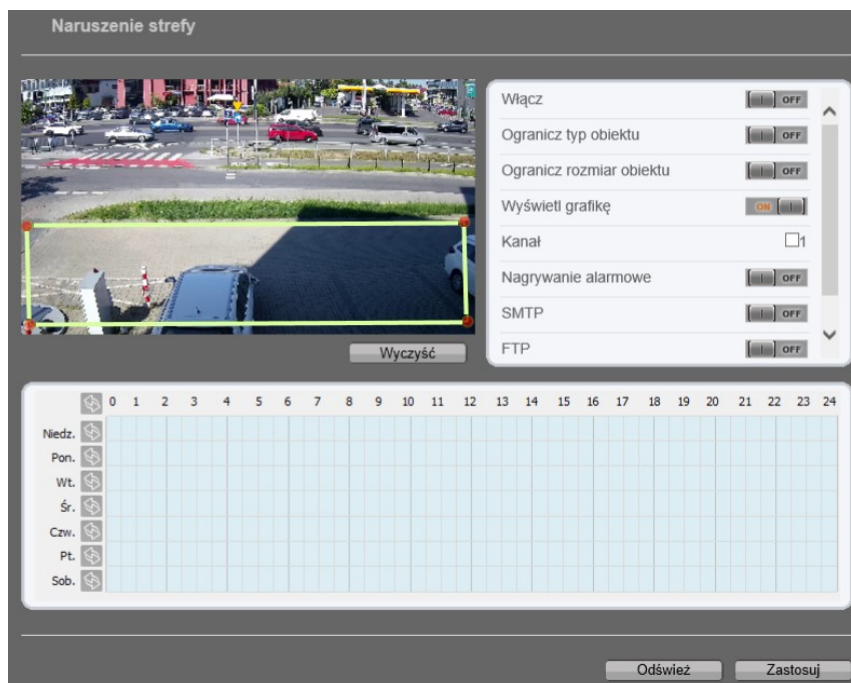 Naruszenie strefy
Włącz OFF
Ogranicz typ obiektu OFF
Ogranicz rozmiar obiektu OFF
Wyświetl grafikę ON
Kanał 1
Nagrywanie alarmowe OFF
SMTP OFF
FTP OFF
Wyczyść
0 1 2 3 4 5 6 7 8 9 10 11 12 13 14 15 16 17 18 19 20 21 22 23 24
Niedz.
Pon.
Wt.
Śr.
Czw.
Pt.
Sob.
Odśwież Zastosuj